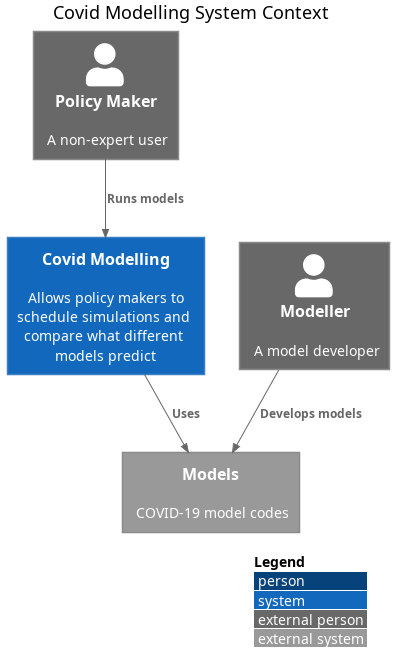 Covid Modelling System Context
Policy Maker
A non-expert user
Runs models
Covid Modelling
Allows policy makers to
schedule simulations and
compare what different
models predict
Modeller
A model developer
Uses
Develops models
Models
COVID-19 model codes
Legend
person
system
external person
external system